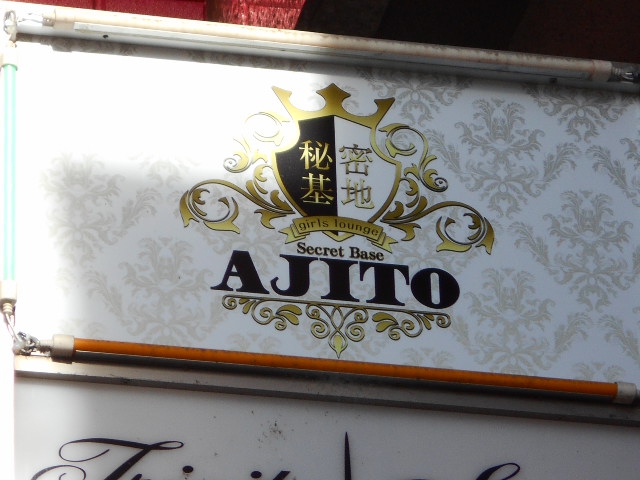 秘密
基地
girls lounge
Secret Base
AJITO